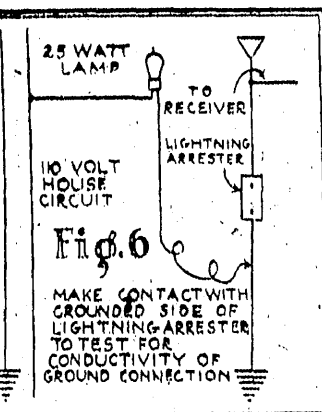 25 WATT
LAMP
TO
RECEIVER
LIGHTNING
ARRESTER
110 VOLT
HOUSE
CIRCUIT
Fig. 6
MAKE CONTACT WITH
GROUNDED SIDE OF
LIGHTNING ARRESTER
TO TEST FOR
CONDUCTIVITY OF
GROUND CONNECTION